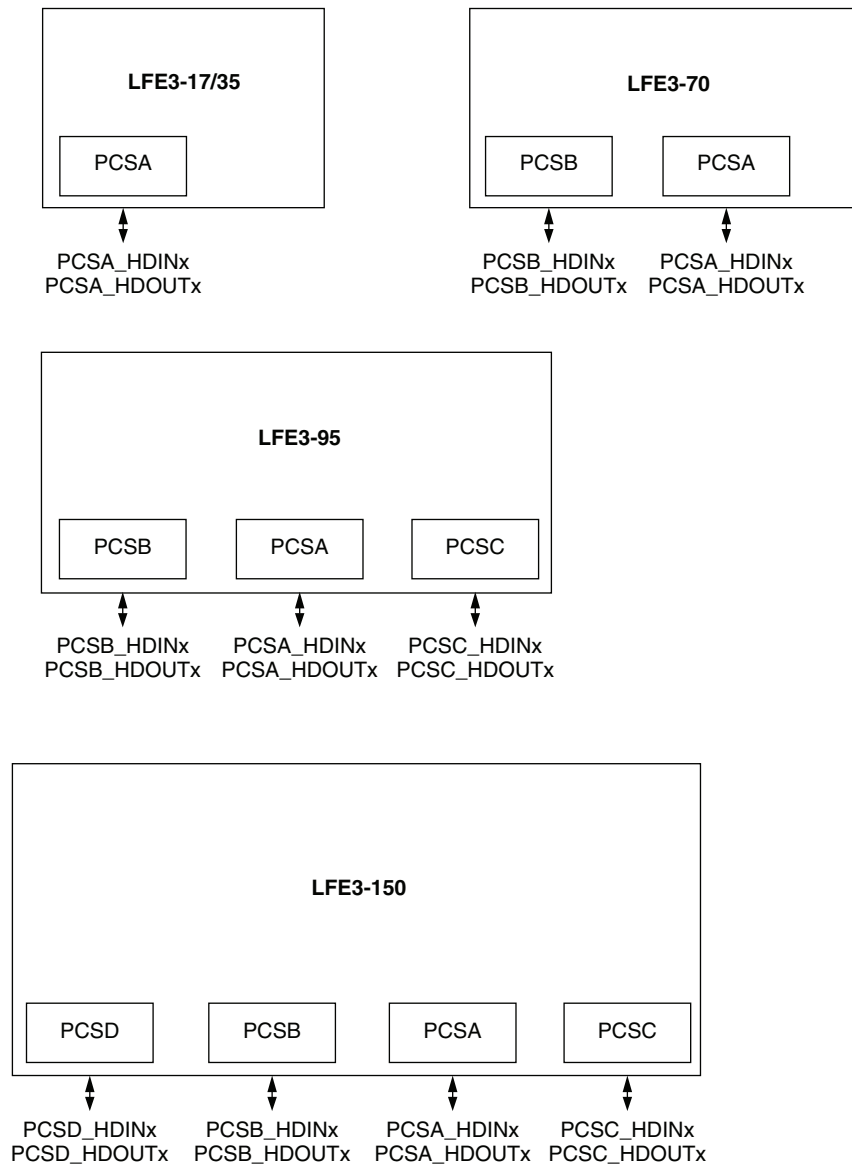 LFE3-17/35
PCSA
PCSA_HDINx
PCSA_HDOUTx
LFE3-70
PCSB
PCSA
PCSB_HDINx
PCSB_HDOUTx
PCSA_HDINx
PCSA_HDOUTx
LFE3-95
PCSB
PCSA
PCSC
PCSB_HDINx
PCSB_HDOUTx
PCSA_HDINx
PCSA_HDOUTx
PCSC_HDINx
PCSC_HDOUTx
LFE3-150
PCSD
PCSB
PCSA
PCSC
PCSD_HDINx
PCSD_HDOUTx
PCSB_HDINx
PCSB_HDOUTx
PCSA_HDINx
PCSA_HDOUTx
PCSC_HDINx
PCSC_HDOUTx